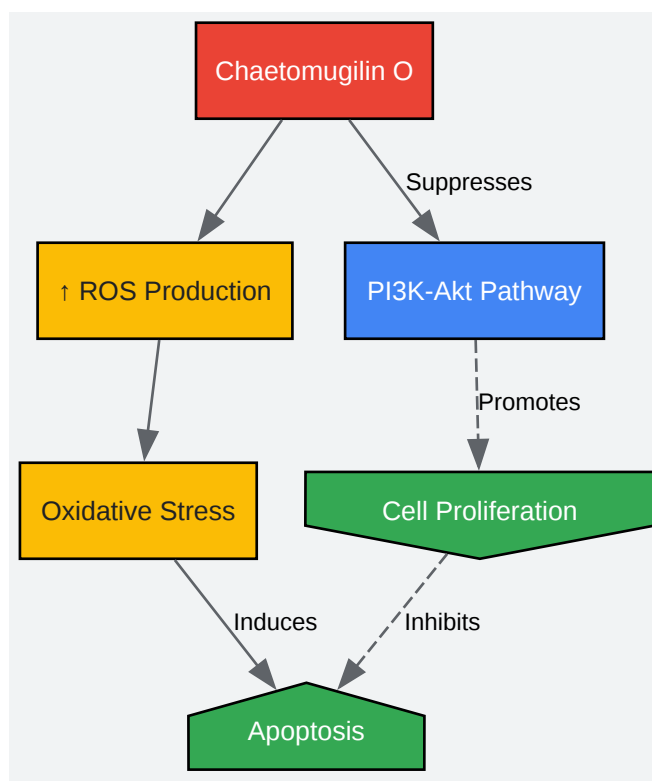 Chaetomugilin O
Suppresses
↑ ROS Production
PI3K-Akt Pathway
Promotes
Oxidative Stress
Cell Proliferation
Induces
Inhibits
Apoptosis